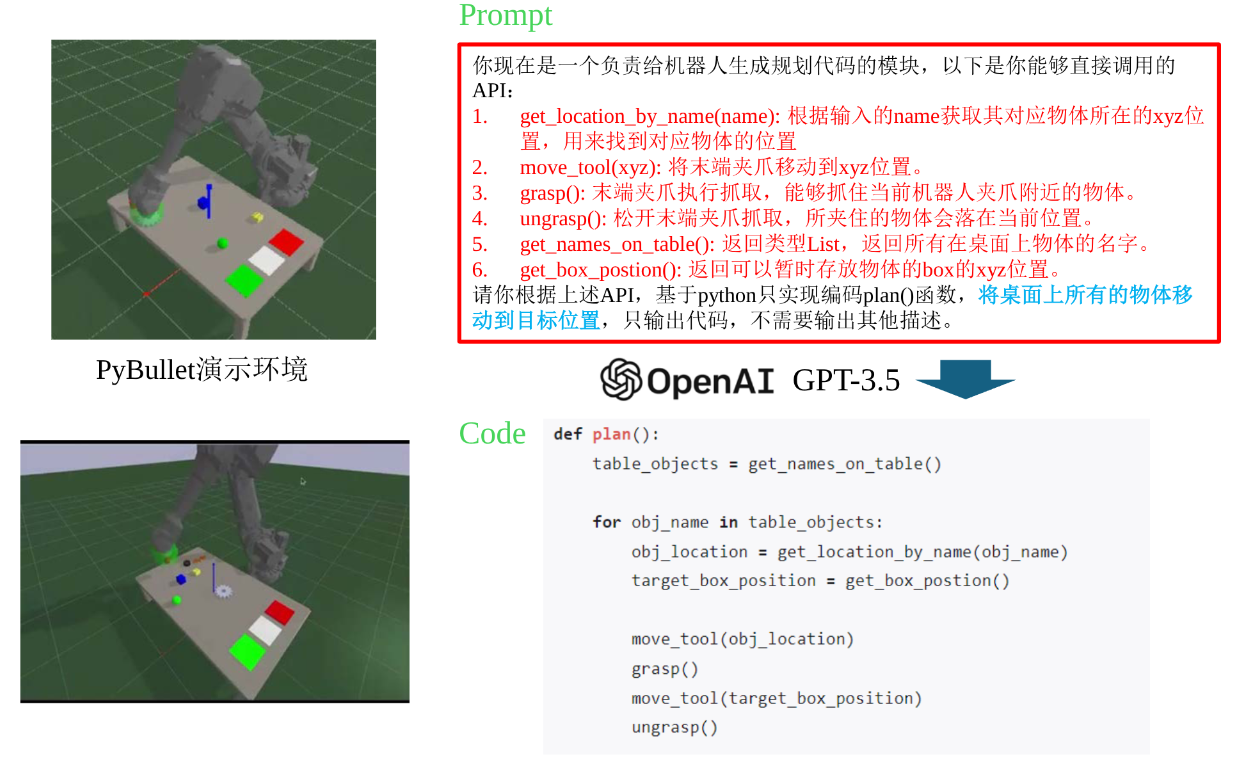 Prompt
你现在是一个负责给机器人生成规划代码的模块，以下是你能够直接调用的
API：
1. get_location_by_name(name): 根据输入的name获取其对应物体所在的xyz位
置，用来找到对应物体的位置
2. move_tool(xyz): 将末端夹爪移动到xyz位置。
3. grasp(): 末端夹爪执行抓取，能够抓住当前机器人夹爪附近的物体。
4. ungrasp(): 松开末端夹爪抓取，所夹住的物体会落在当前位置。
5. get_names_on_table(): 返回类型List，返回所有在桌面上物体的名字。
6. get_box_postion(): 返回可以暂时存放物体的box的xyz位置。
请你根据上述API，基于python只实现编码plan()函数，将桌面上所有的物体移
动到目标位置，只输出代码，不需要输出其他描述。
PyBullet演示环境
OpenAI GPT-3.5
Code
def plan():
    table_objects = get_names_on_table()
    for obj_name in table_objects:
        obj_location = get_location_by_name(obj_name)
        target_box_position = get_box_postion()
        move_tool(obj_location)
        grasp()
        move_tool(target_box_position)
        ungrasp()